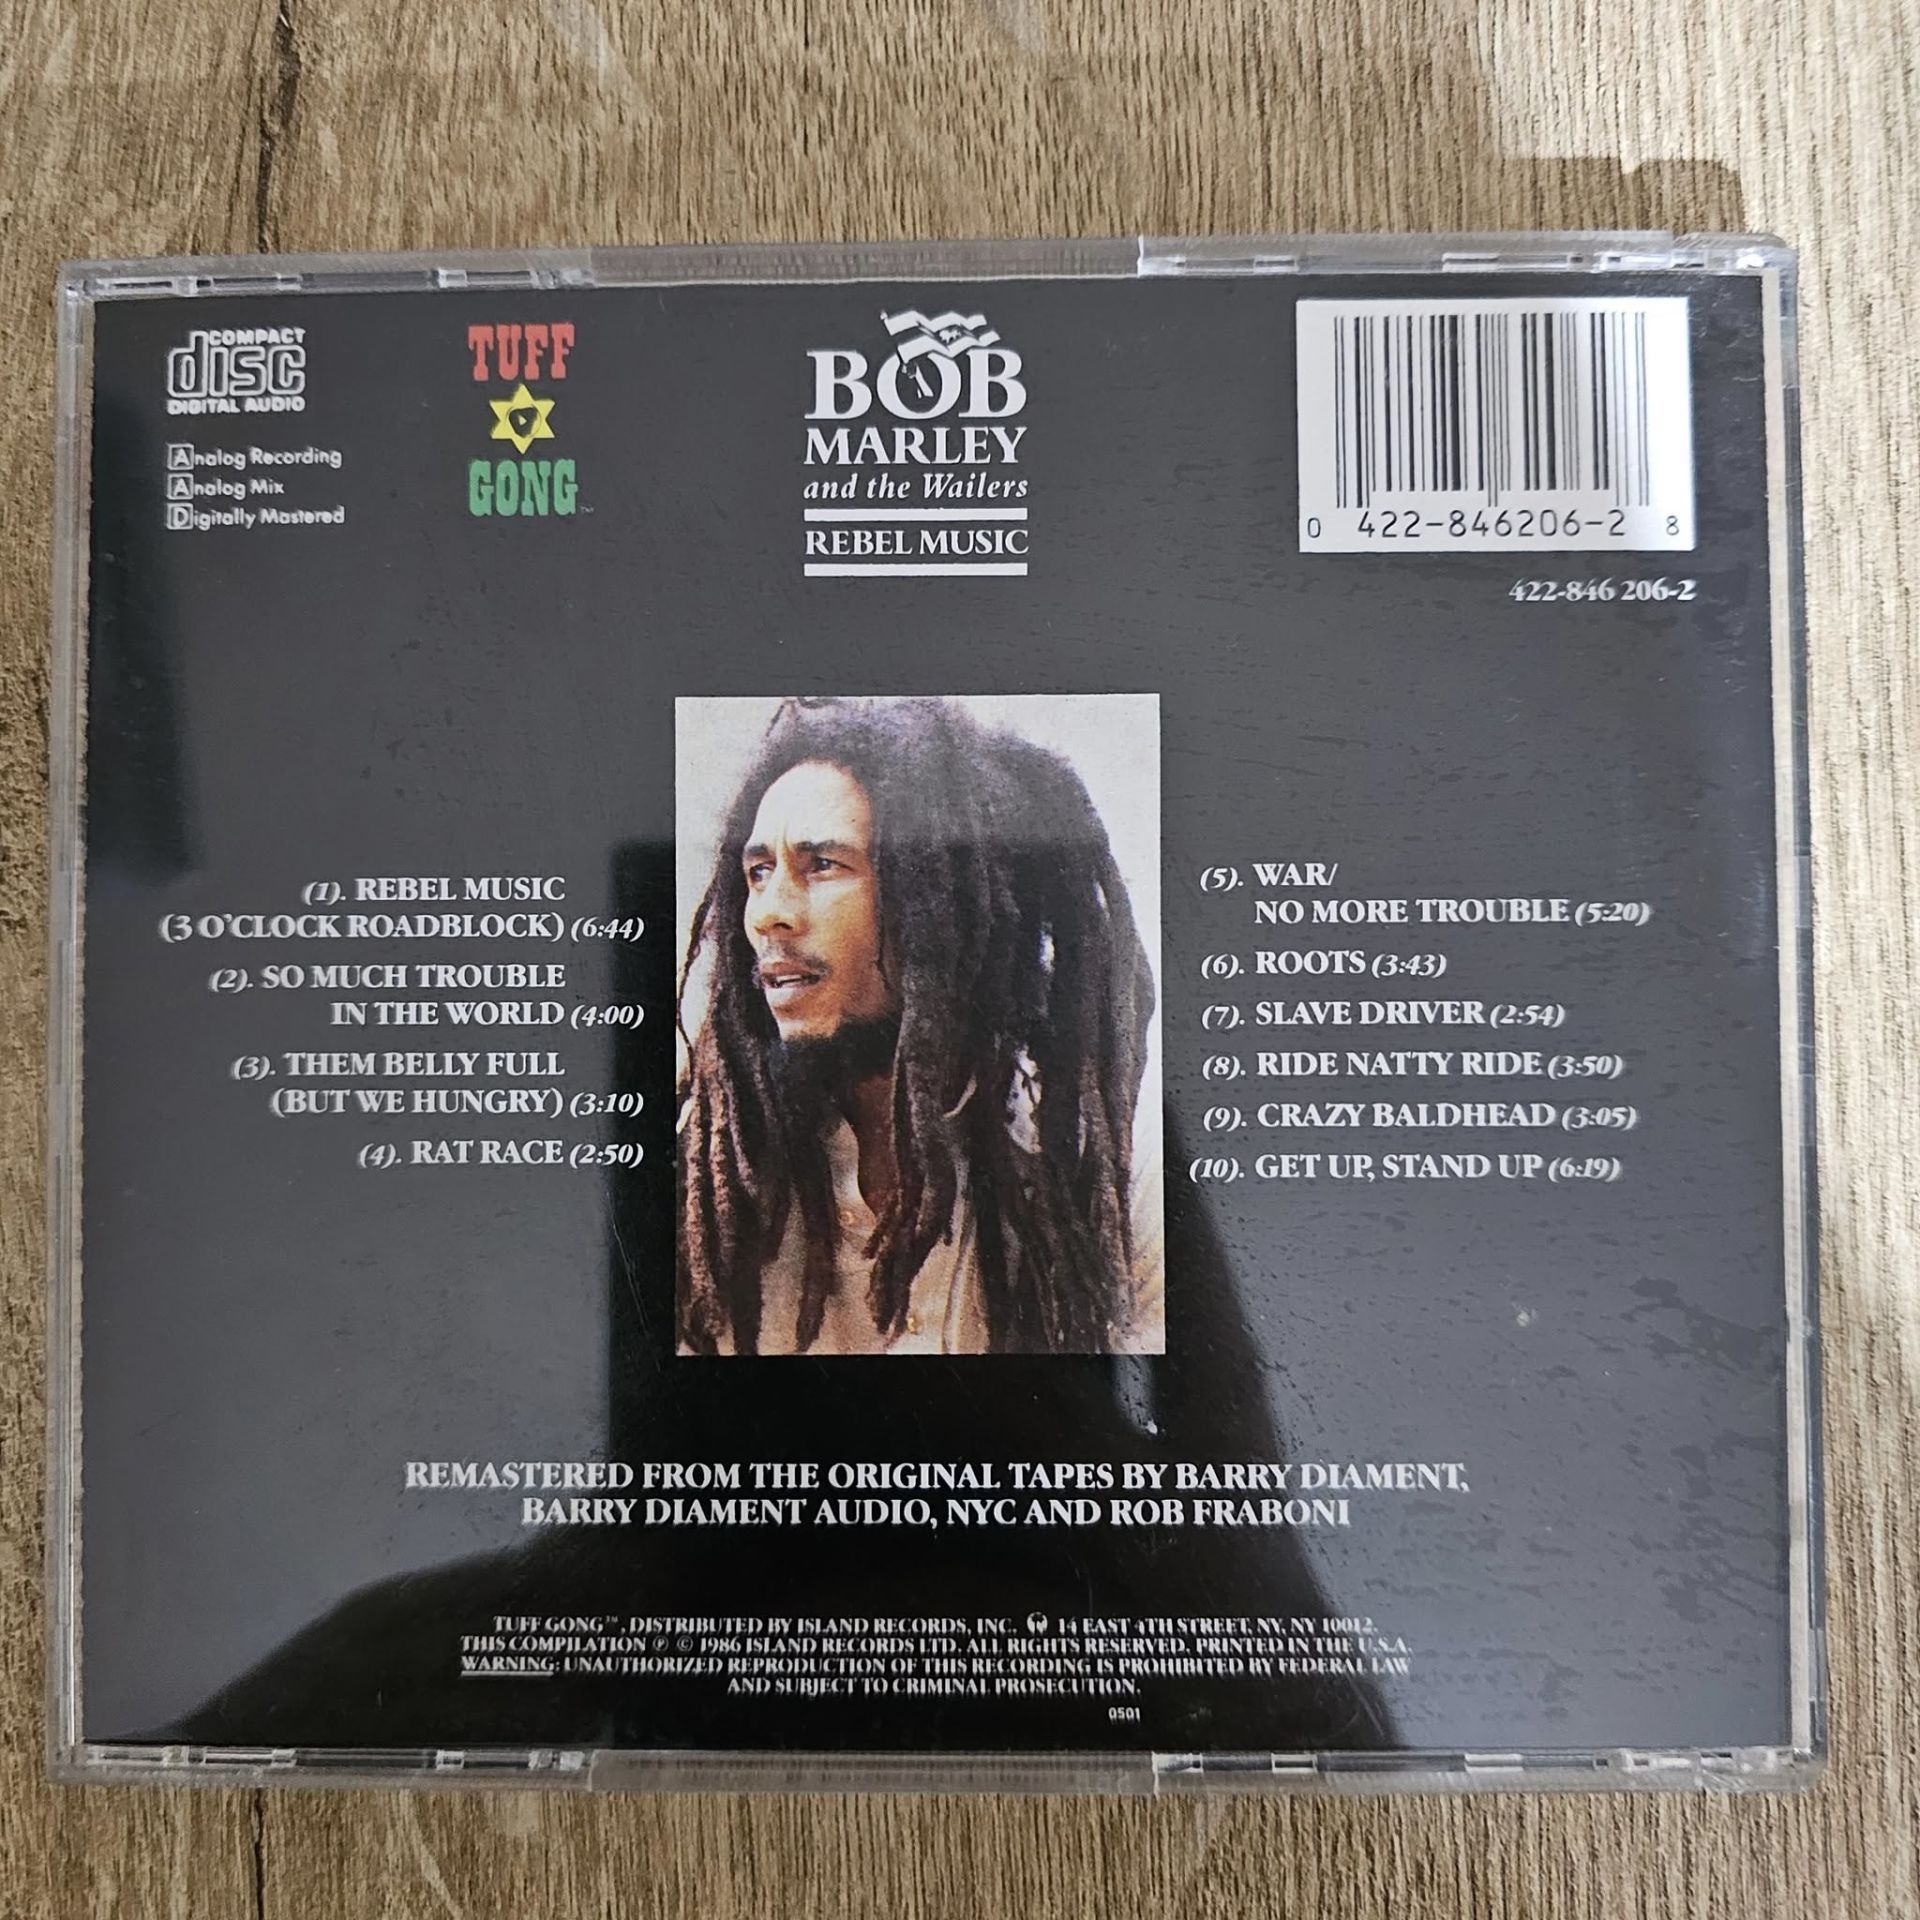 COMPACT
disc
DIGITAL AUDIO
Analog Recording
Analog Mix
Digitally Mastered
TUFF
GONG™
BOB
MARLEY
and the Wailers
REBEL MUSIC
0 422-846206-2 8
422-846 206-2
(1). REBEL MUSIC
(3 O'CLOCK ROADBLOCK) (6:44)
(2). SO MUCH TROUBLE
IN THE WORLD (4:00)
(3). THEM BELLY FULL
(BUT WE HUNGRY) (3:10)
(4). RAT RACE (2:50)
(5). WAR/
NO MORE TROUBLE (5:20)
(6). ROOTS (3:43)
(7). SLAVE DRIVER (2:54)
(8). RIDE NATTY RIDE (3:50)
(9). CRAZY BALDHEAD (3:05)
(10). GET UP, STAND UP (6:19)
REMASTERED FROM THE ORIGINAL TAPES BY BARRY DIAMENT,
BARRY DIAMENT AUDIO, NYC AND ROB FRABONI
TUFF GONG™, DISTRIBUTED BY ISLAND RECORDS, INC. 14 EAST 4TH STREET, NY, NY 10012.
THIS COMPILATION ℗ © 1986 ISLAND RECORDS LTD. ALL RIGHTS RESERVED. PRINTED IN THE U.S.A.
WARNING: UNAUTHORIZED REPRODUCTION OF THIS RECORDING IS PROHIBITED BY FEDERAL LAW
AND SUBJECT TO CRIMINAL PROSECUTION.
0501